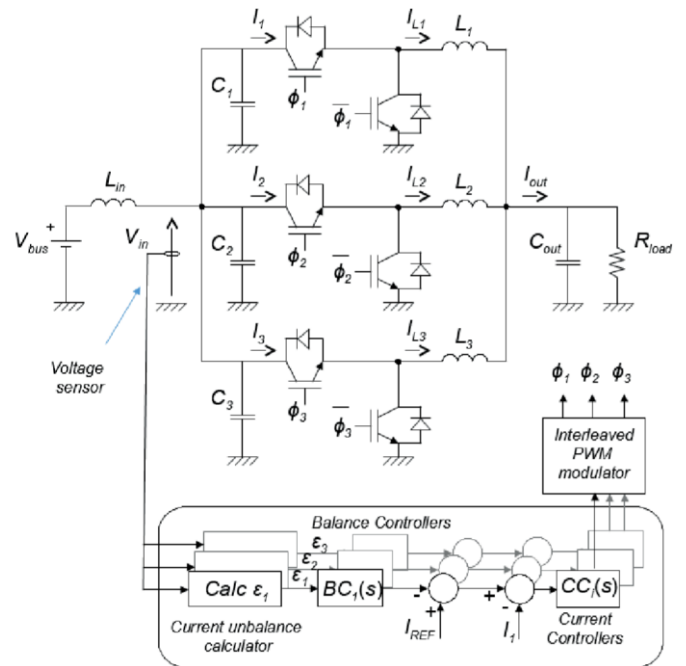 I1
IL1
L1
C1
ϕ1
ϕ̅1
Lin
I2
IL2
L2
Iout
Vbus
+
Vin
C2
ϕ2
ϕ̅2
Cout
Rload
Voltage
sensor
I3
IL3
L3
C3
ϕ3
ϕ̅3
ϕ1 ϕ2 ϕ3
Interleaved
PWM
modulator
Balance Controllers
ε3
ε2
ε1
Calc ε1
BC1(s)
-
+
+
-
CCi(s)
IREF
I1
Current unbalance
calculator
Current
Controllers